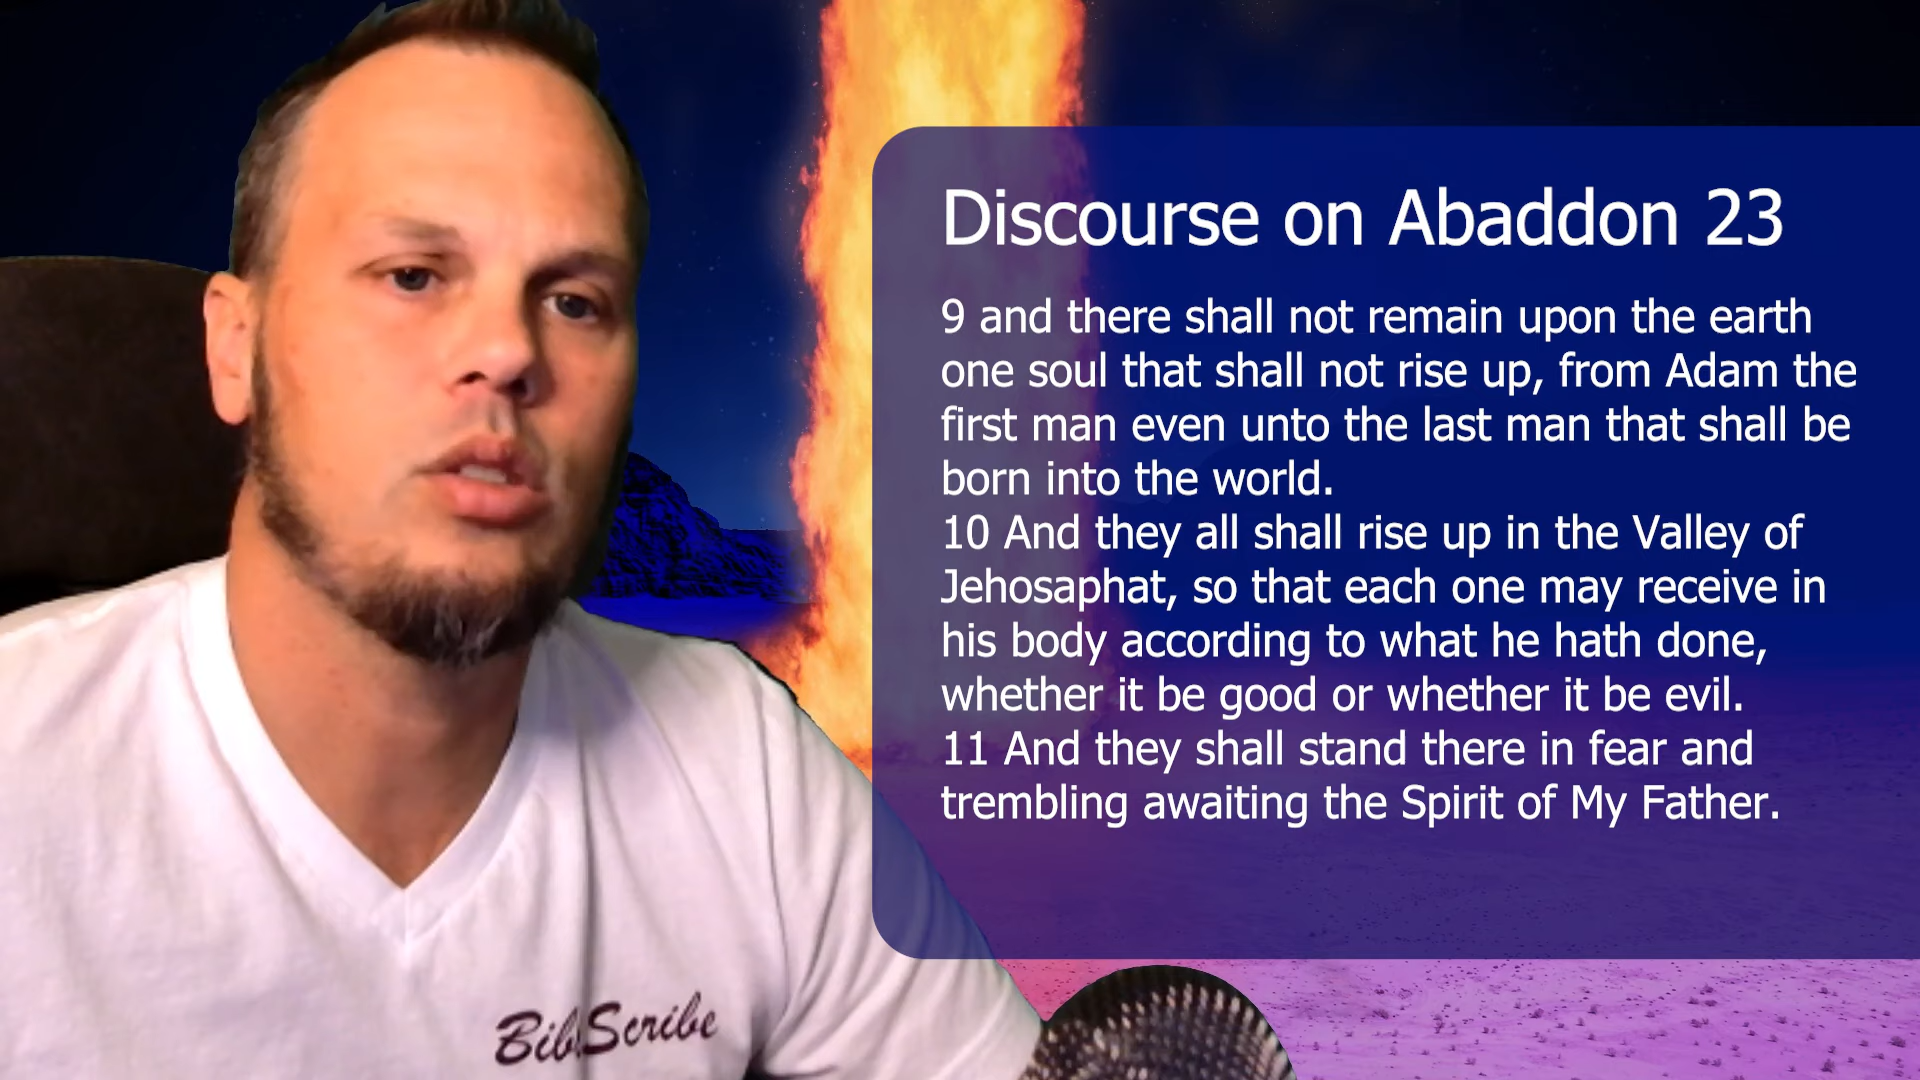 Discourse on Abaddon 23
9 and there shall not remain upon the earth
one soul that shall not rise up, from Adam the
first man even unto the last man that shall be
born into the world.
10 And they all shall rise up in the Valley of
Jehosaphat, so that each one may receive in
his body according to what he hath done,
whether it be good or whether it be evil.
11 And they shall stand there in fear and
trembling awaiting the Spirit of My Father.
BibScribe